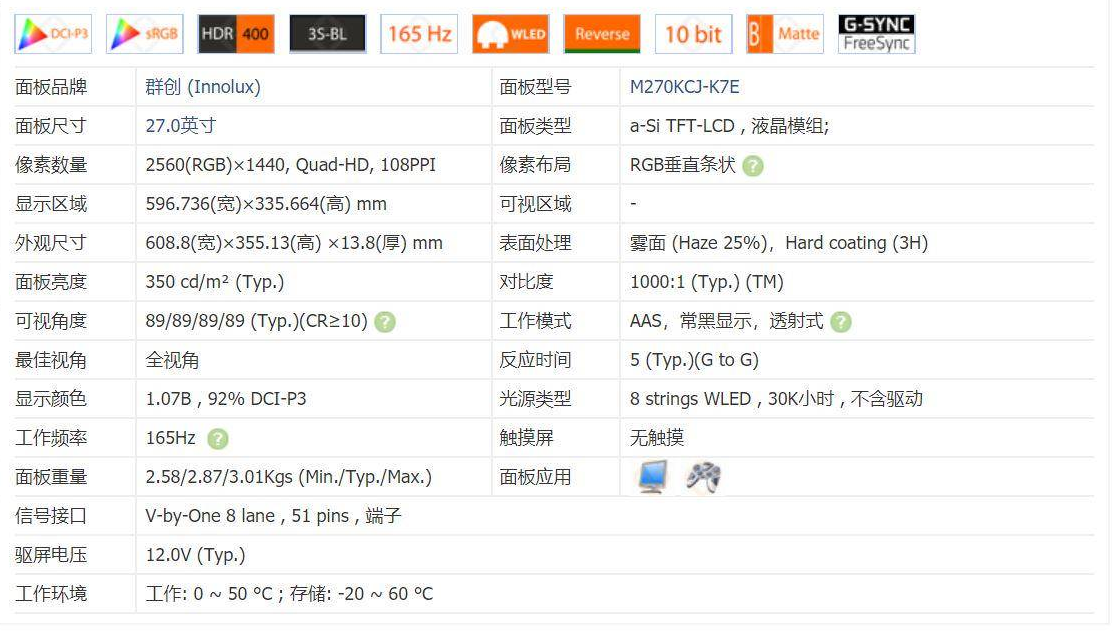 DCI-P3 sRGB HDR 400 3S-BL 165 Hz WLED Reverse 10 bit Matte G-SYNC
FreeSync
面板品牌 群创 (Innolux) 面板型号 M270KCJ-K7E
面板尺寸 27.0英寸 面板类型 a-Si TFT-LCD , 液晶模组;
像素数量 2560(RGB)×1440, Quad-HD, 108PPI 像素布局 RGB垂直条状 ?
显示区域 596.736(宽)×335.664(高) mm 可视区域 -
外观尺寸 608.8(宽)×355.13(高) ×13.8(厚) mm 表面处理 雾面 (Haze 25%)，Hard coating (3H)
面板亮度 350 cd/m² (Typ.) 对比度 1000:1 (Typ.) (TM)
可视角度 89/89/89/89 (Typ.)(CR≥10) ? 工作模式 AAS，常黑显示，透射式 ?
最佳视角 全视角 反应时间 5 (Typ.)(G to G)
显示颜色 1.07B , 92% DCI-P3 光源类型 8 strings WLED , 30K小时 , 不含驱动
工作频率 165Hz ? 触摸屏 无触摸
面板重量 2.58/2.87/3.01Kgs (Min./Typ./Max.) 面板应用
信号接口 V-by-One 8 lane , 51 pins , 端子
驱屏电压 12.0V (Typ.)
工作环境 工作: 0 ~ 50 °C ; 存储: -20 ~ 60 °C